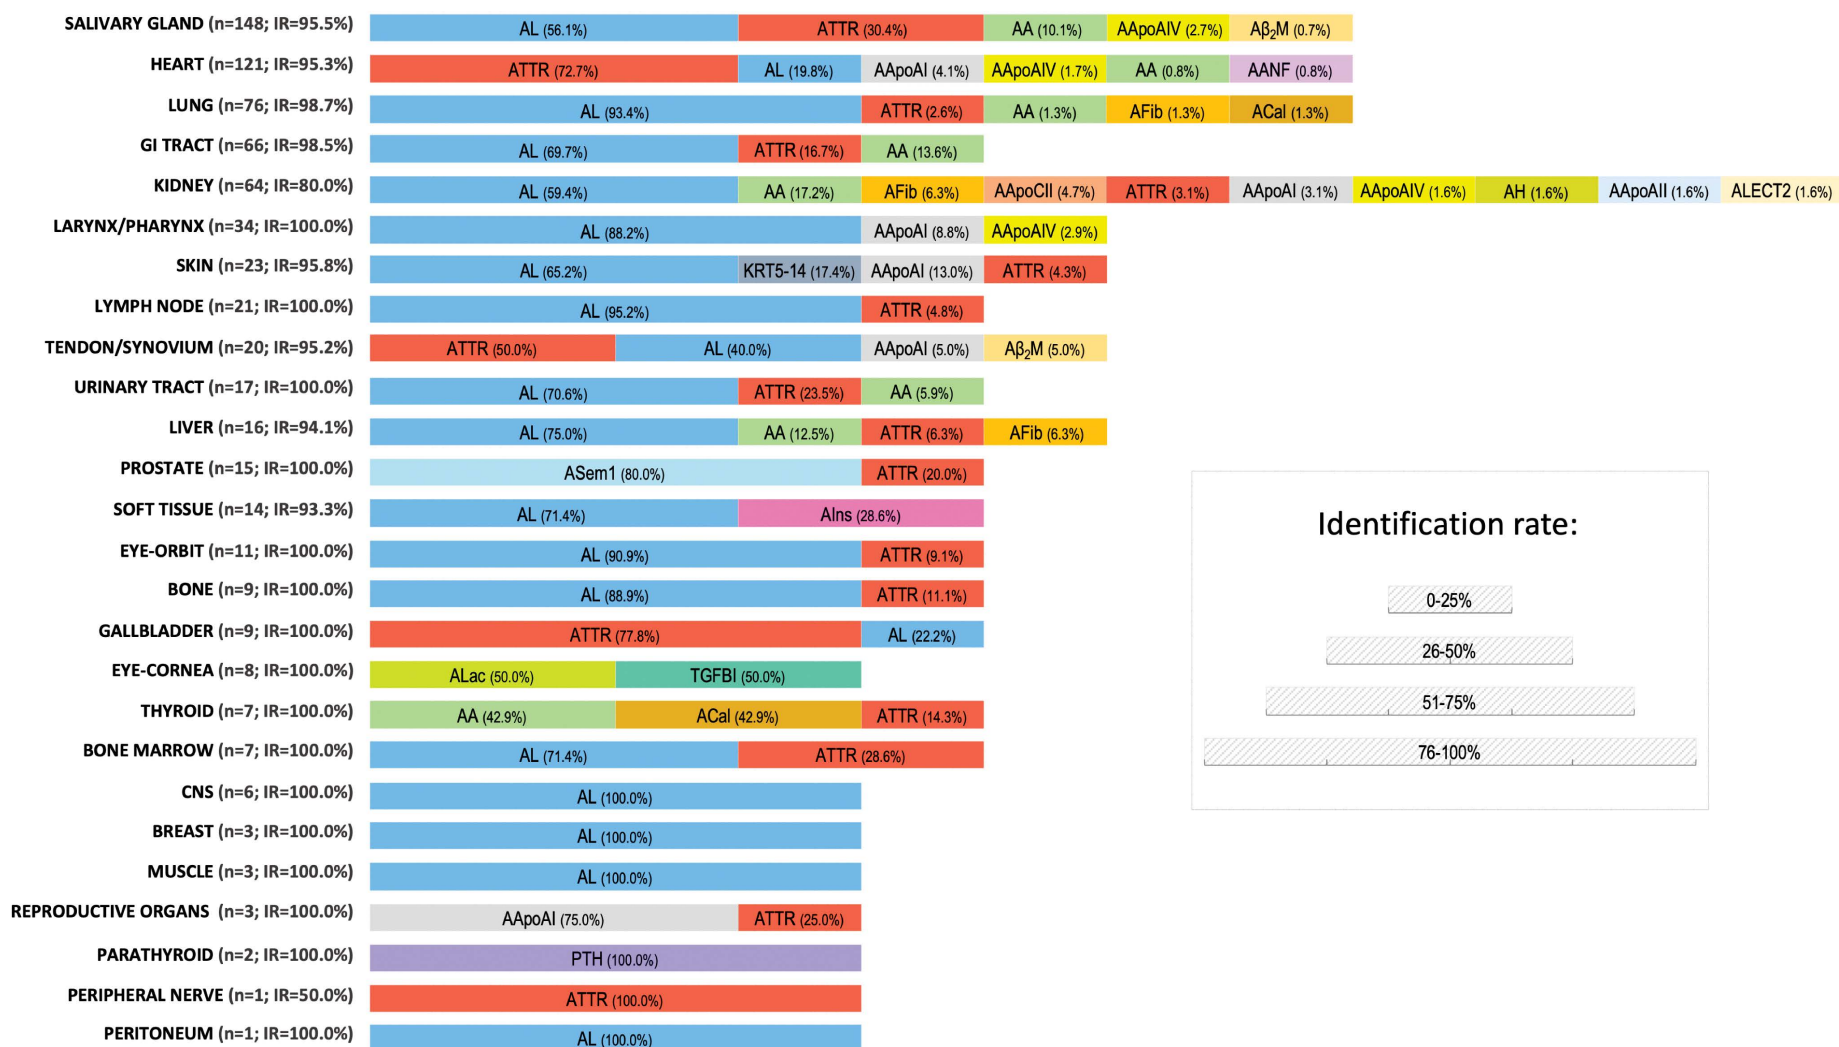 SALIVARY GLAND (n=148; IR=95.5%) AL (56.1%) ATTR (30.4%) AA (10.1%) AApoAIV (2.7%) Aβ₂M (0.7%)
HEART (n=121; IR=95.3%) ATTR (72.7%) AL (19.8%) AApoAI (4.1%) AApoAIV (1.7%) AA (0.8%) AANF (0.8%)
LUNG (n=76; IR=98.7%) AL (93.4%) ATTR (2.6%) AA (1.3%) AFib (1.3%) ACal (1.3%)
GI TRACT (n=66; IR=98.5%) AL (69.7%) ATTR (16.7%) AA (13.6%)
KIDNEY (n=64; IR=80.0%) AL (59.4%) AA (17.2%) AFib (6.3%) AApoCII (4.7%) ATTR (3.1%) AApoAI (3.1%) AApoAIV (1.6%) AH (1.6%) AApoAII (1.6%) ALECT2 (1.6%)
LARYNX/PHARYNX (n=34; IR=100.0%) AL (88.2%) AApoAI (8.8%) AApoAIV (2.9%)
SKIN (n=23; IR=95.8%) AL (65.2%) KRT5-14 (17.4%) AApoAI (13.0%) ATTR (4.3%)
LYMPH NODE (n=21; IR=100.0%) AL (95.2%) ATTR (4.8%)
TENDON/SYNOVIUM (n=20; IR=95.2%) ATTR (50.0%) AL (40.0%) AApoAI (5.0%) Aβ₂M (5.0%)
URINARY TRACT (n=17; IR=100.0%) AL (70.6%) ATTR (23.5%) AA (5.9%)
LIVER (n=16; IR=94.1%) AL (75.0%) AA (12.5%) ATTR (6.3%) AFib (6.3%)
PROSTATE (n=15; IR=100.0%) ASem1 (80.0%) ATTR (20.0%)
SOFT TISSUE (n=14; IR=93.3%) AL (71.4%) AIns (28.6%)
EYE-ORBIT (n=11; IR=100.0%) AL (90.9%) ATTR (9.1%)
BONE (n=9; IR=100.0%) AL (88.9%) ATTR (11.1%)
GALLBLADDER (n=9; IR=100.0%) ATTR (77.8%) AL (22.2%)
EYE-CORNEA (n=8; IR=100.0%) ALac (50.0%) TGFBI (50.0%)
THYROID (n=7; IR=100.0%) AA (42.9%) ACal (42.9%) ATTR (14.3%)
BONE MARROW (n=7; IR=100.0%) AL (71.4%) ATTR (28.6%)
CNS (n=6; IR=100.0%) AL (100.0%)
BREAST (n=3; IR=100.0%) AL (100.0%)
MUSCLE (n=3; IR=100.0%) AL (100.0%)
REPRODUCTIVE ORGANS (n=3; IR=100.0%) AApoAI (75.0%) ATTR (25.0%)
PARATHYROID (n=2; IR=100.0%) PTH (100.0%)
PERIPHERAL NERVE (n=1; IR=50.0%) ATTR (100.0%)
PERITONEUM (n=1; IR=100.0%) AL (100.0%)
Identification rate:
0-25%
26-50%
51-75%
76-100%